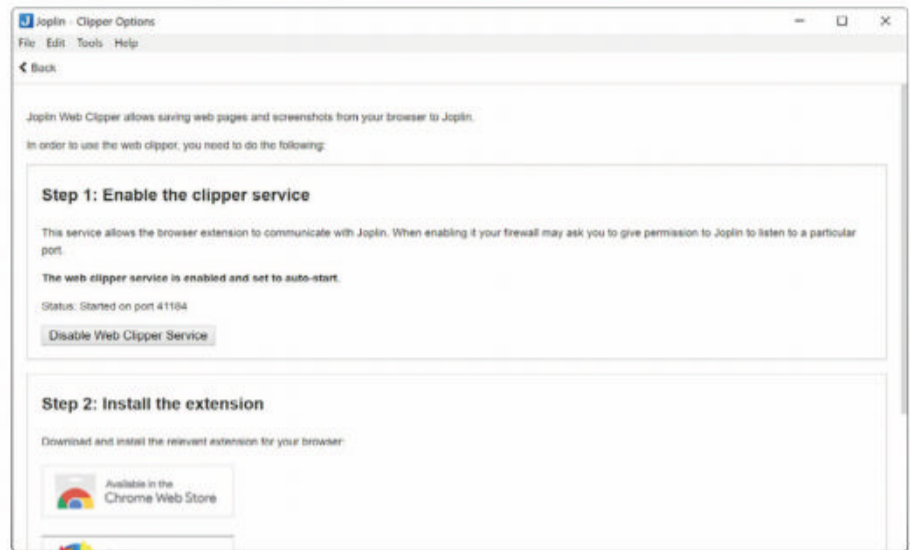 Joplin - Clipper Options
File Edit Tools Help
Back
Joplin Web Clipper allows saving web pages and screenshots from your browser to Joplin.
In order to use the web clipper, you need to do the following:
Step 1: Enable the clipper service
This service allows the browser extension to communicate with Joplin. When enabling it your firewall may ask you to give permission to Joplin to listen to a particular
port.
The web clipper service is enabled and set to auto-start.
Status: Started on port 41184
Disable Web Clipper Service
Step 2: Install the extension
Download and install the relevant extension for your browser:
Available in the
Chrome Web Store